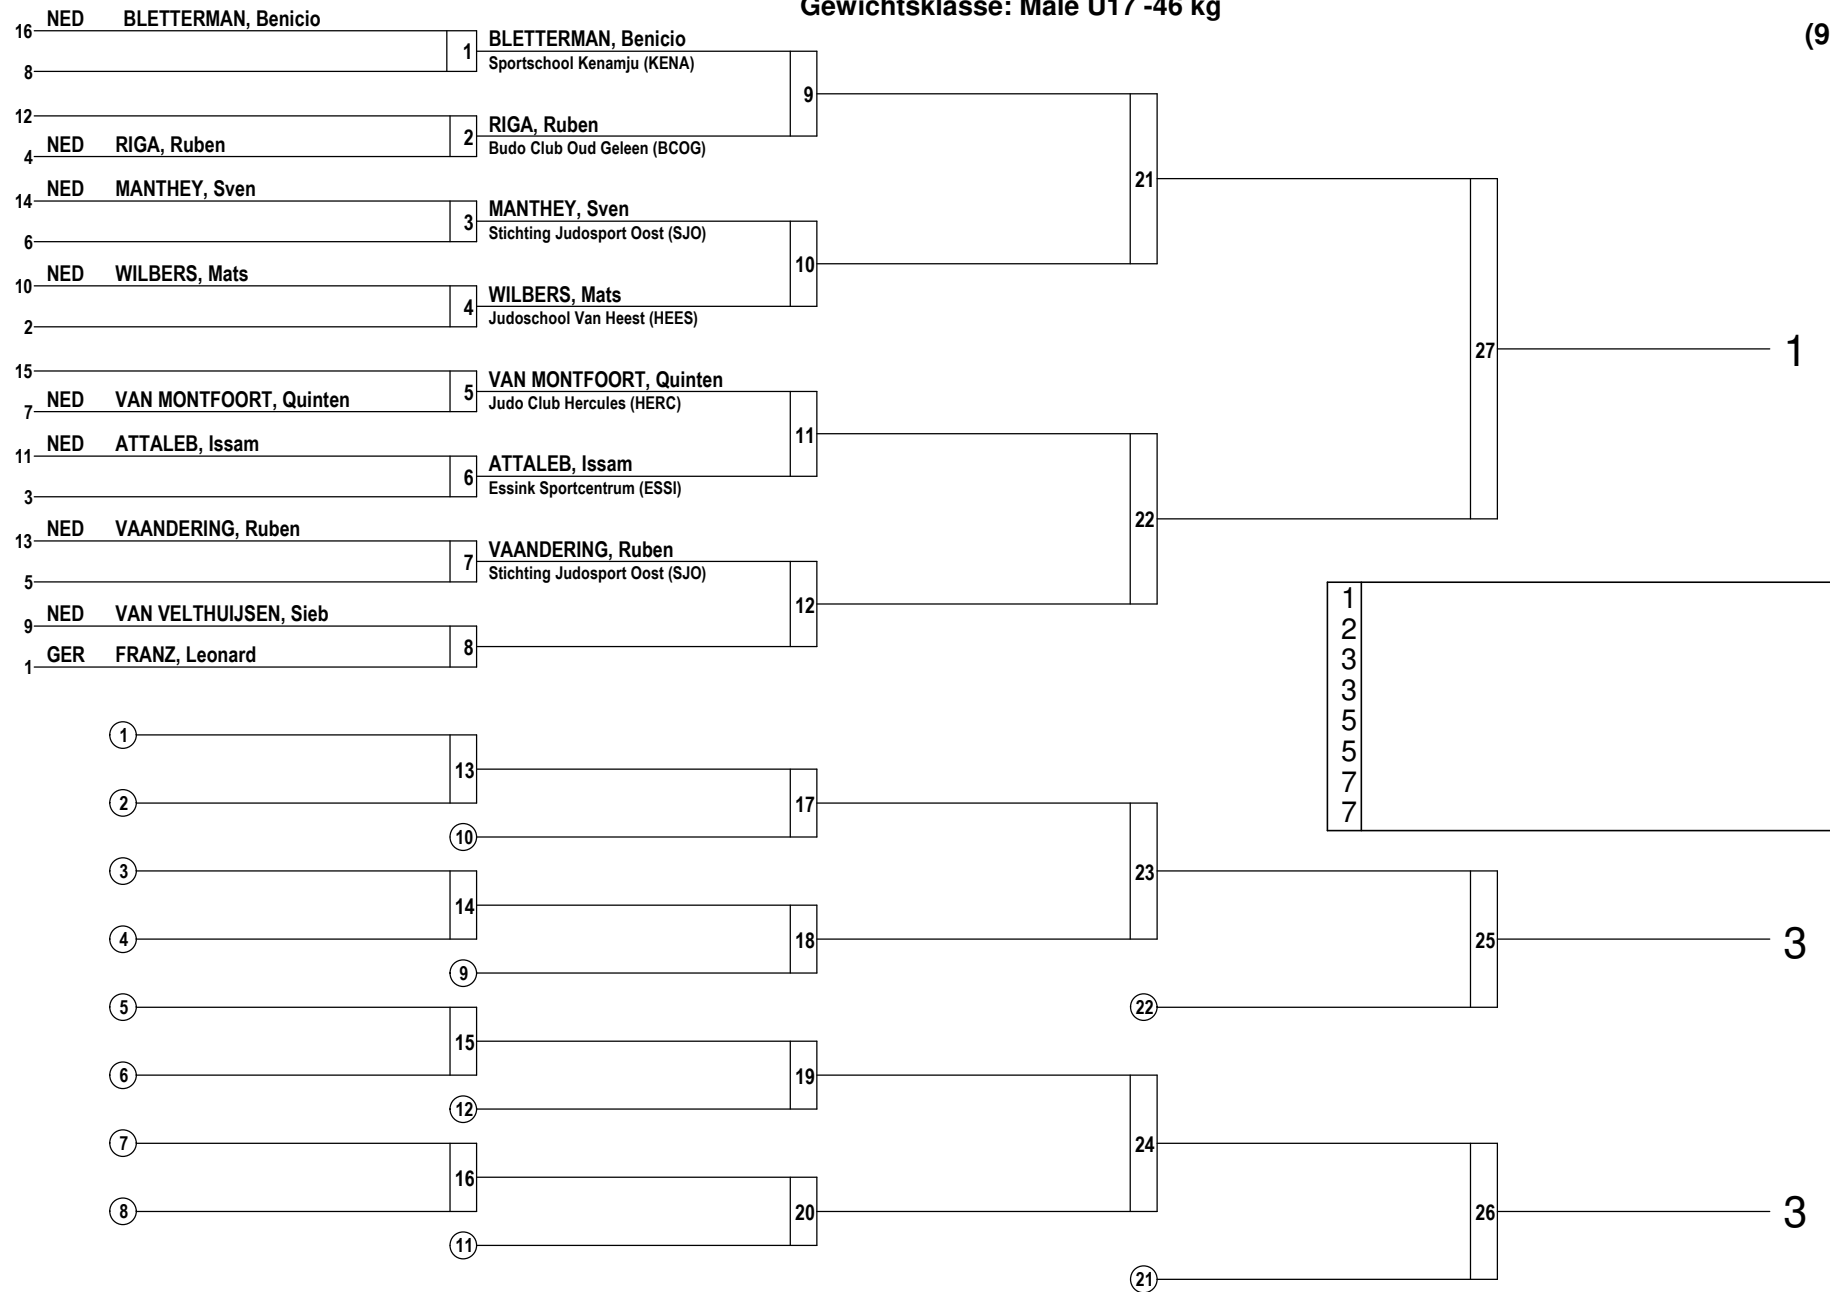 Gewichtsklasse: Male U17 -46 kg
(9
16 NED BLETTERMAN, Benicio
8
1 BLETTERMAN, Benicio
Sportschool Kenamju (KENA)
9
12
4 NED RIGA, Ruben
2 RIGA, Ruben
Budo Club Oud Geleen (BCOG)
21
14 NED MANTHEY, Sven
6
3 MANTHEY, Sven
Stichting Judosport Oost (SJO)
10
10 NED WILBERS, Mats
2
4 WILBERS, Mats
Judoschool Van Heest (HEES)
27 1
15
7 NED VAN MONTFOORT, Quinten
5 VAN MONTFOORT, Quinten
Judo Club Hercules (HERC)
11
11 NED ATTALEB, Issam
3
6 ATTALEB, Issam
Essink Sportcentrum (ESSI)
22
13 NED VAANDERING, Ruben
5
7 VAANDERING, Ruben
Stichting Judosport Oost (SJO)
12
9 NED VAN VELTHUIJSEN, Sieb
1 GER FRANZ, Leonard
8
1
2
3
3
5
5
7
7
1
13
2
17
10
3
23
14
4
18
25 3
9
5
22
15
6
19
12
7
24
16
8
20
26 3
11
21